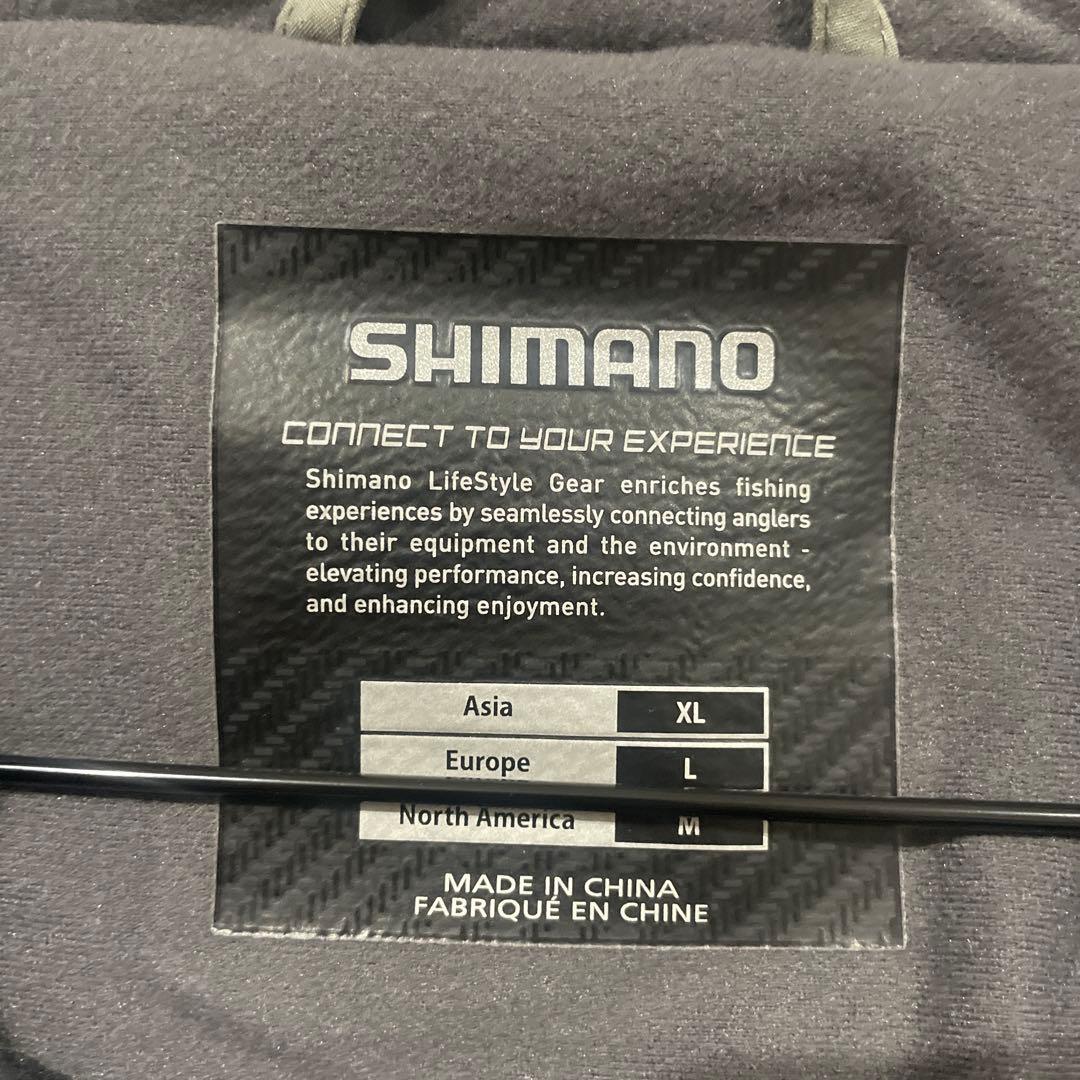 SHIMANO
CONNECT TO YOUR EXPERIENCE
Shimano LifeStyle Gear enriches fishing
experiences by seamlessly connecting anglers
to their equipment and the environment -
elevating performance, increasing confidence,
and enhancing enjoyment.
Asia XL
Europe L
North America M
MADE IN CHINA
FABRIQUÉ EN CHINE